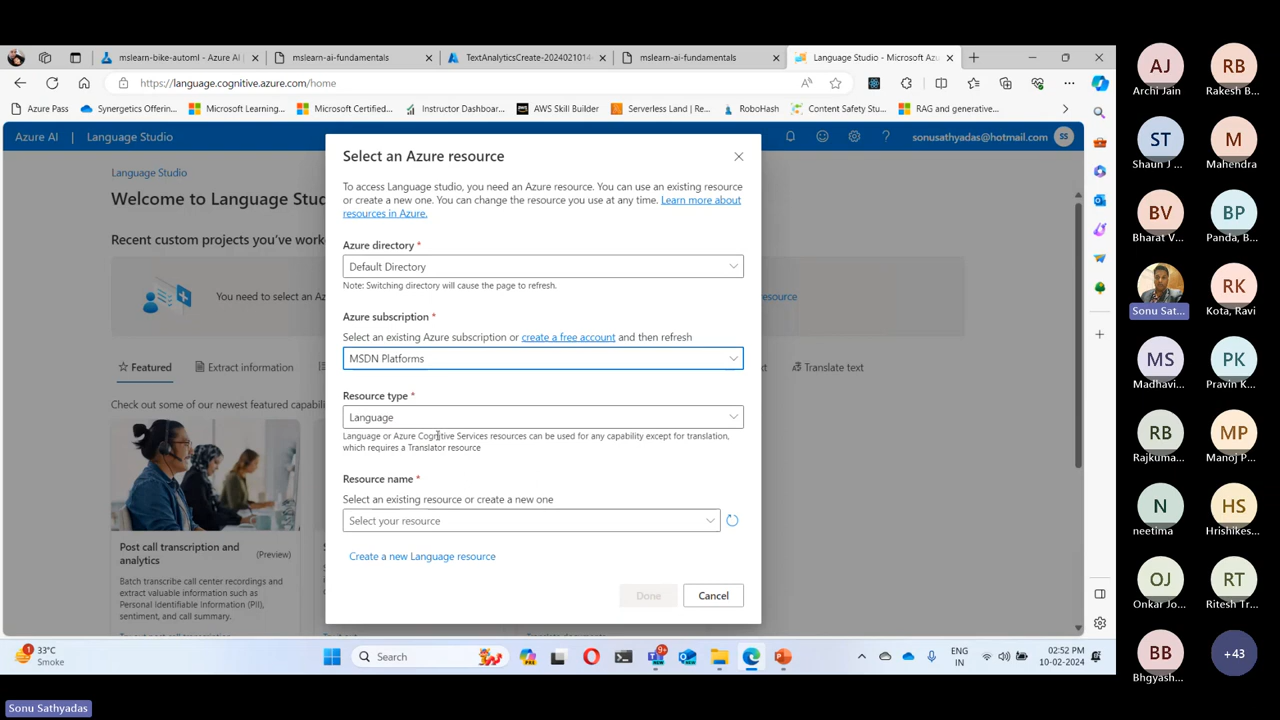 mslearn-bike-automl - Azure AI |
mslearn-ai-fundamentals
TextAnalyticsCreate-2024021014
mslearn-ai-fundamentals
Language Studio - Microsoft Az
https://language.cognitive.azure.com/home
Azure Pass
Synergetics Offerin...
Microsoft Learning...
Microsoft Certified...
Instructor Dashboar...
AWS Skill Builder
Serverless Land | Re...
RoboHash
Content Safety Stu...
RAG and generative...
Azure AI | Language Studio
sonusathyadas@hotmail.com SS
Language Studio
Welcome to Language Stu
Recent custom projects you've work
You need to select an Az
esource
Featured
Extract information
t
Translate text
Check out some of our newest featured capabil
Post call transcription and
analytics
(Preview)
Batch transcribe call center recordings and
extract valuable information such as
Personal Identifiable Information (PII),
sentiment, and call summary.
Select an Azure resource
To access Language studio, you need an Azure resource. You can use an existing resource
or create a new one. You can change the resource you use at any time. Learn more about
resources in Azure.
Azure directory *
Default Directory
Note: Switching directory will cause the page to refresh.
Azure subscription *
Select an existing Azure subscription or create a free account and then refresh
MSDN Platforms
Resource type *
Language
Language or Azure Cognitive Services resources can be used for any capability except for translation,
which requires a Translator resource
Resource name *
Select an existing resource or create a new one
Select your resource
Create a new Language resource
Done
Cancel
1
33°C
Smoke
Search
9+
ENG
IN
02:52 PM
10-02-2024
Sonu Sathyadas
AJ
Archi Jain
RB
Rakesh B...
ST
Shaun J ...
M
Mahendra
BV
Bharat V...
BP
Panda, B...
Sonu Sat...
RK
Kota, Ravi
MS
Madhavi...
PK
Pravin K...
RB
Rajkuma...
MP
Manoj P...
N
neetima
HS
Hrishikes...
OJ
Onkar Jo...
RT
Ritesh Tr...
BB
Bhgyash...
+43